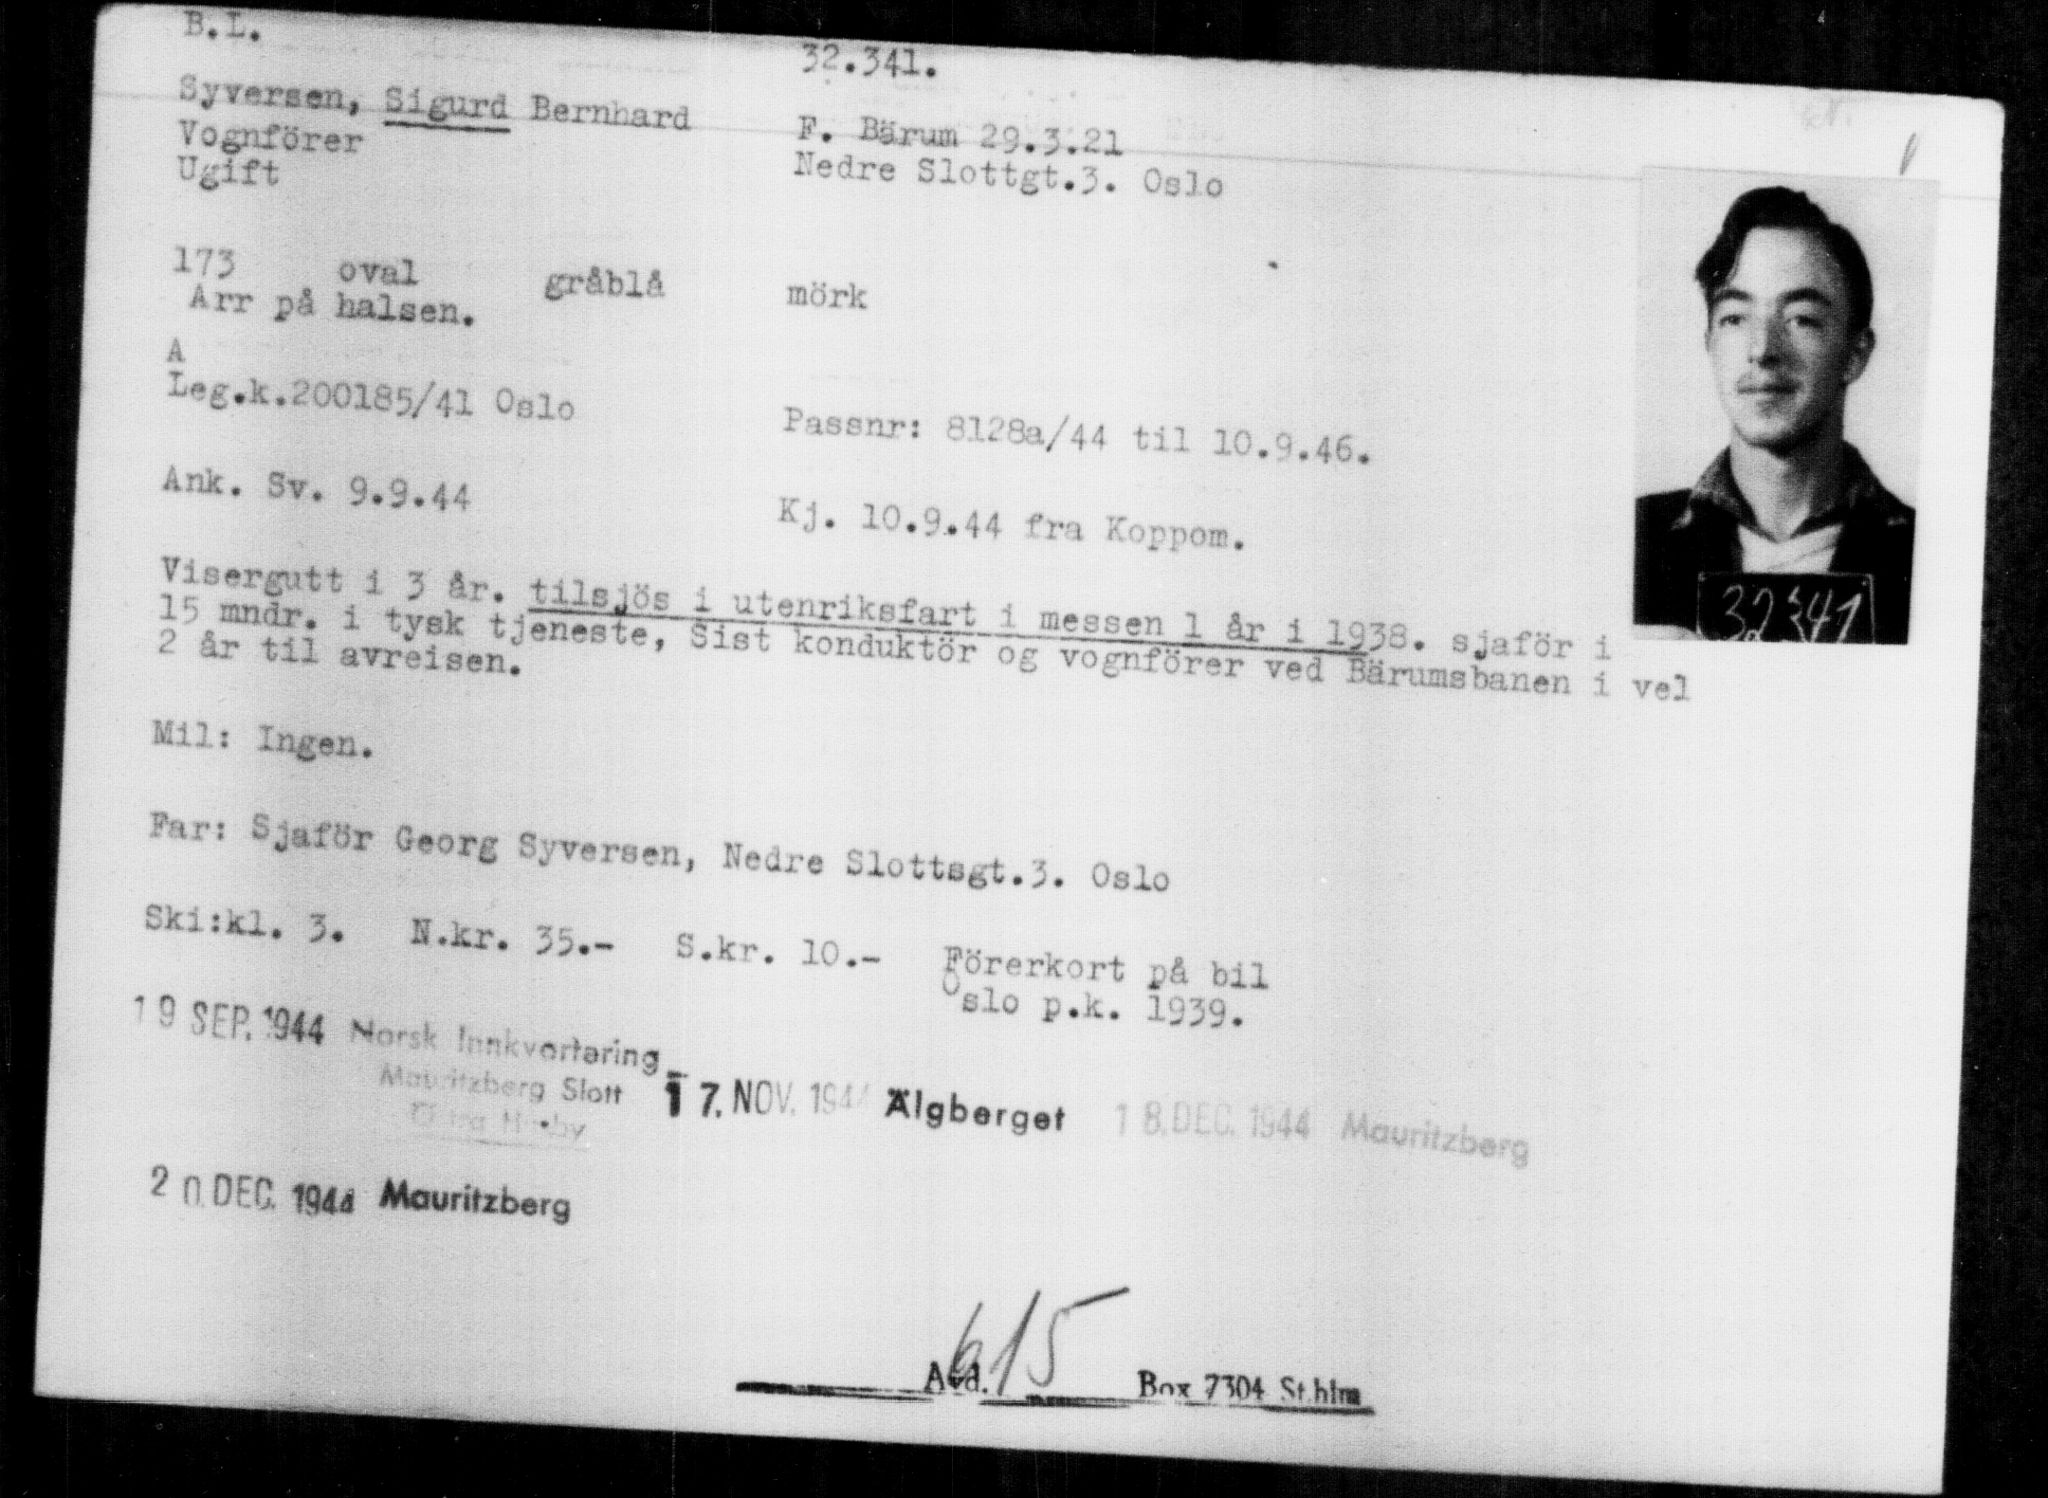 B.L.
32.341.
Syversen, Sigurd Bernhard
F. Bärum 29.3.21
Vognförer
Nedre Slottgt.3. Oslo
Ugift
173 oval gråblå mörk
Arr på halsen.
A
Leg.k.200185/41 Oslo
Passnr: 8128a/44 til 10.9.46.
Ank. Sv. 9.9.44
Kj. 10.9.44 fra Koppom.
Visergutt i 3 år. tilsjös i utenriksfart i messen 1 år i 1938. sjaför i
15 mndr. i tysk tjeneste, Sist konduktör og vognförer ved Bärumsbanen i vel
2 år til avreisen.
32341
Mil: Ingen.
Far: Sjaför Georg Syversen, Nedre Slottsgt.3. Oslo
Ski:kl. 3. N.kr. 35.- S.kr. 10.- Förerkort på bil
Oslo p.k. 1939.
19 SEP. 1944 Norsk Innkvartering
Mauritzberg Slott
17. NOV. 1944 Älgberget 18. DEC. 1944 Mauritzberg
20. DEC. 1944 Mauritzberg
615
Avd. Box 7304 St.hlm